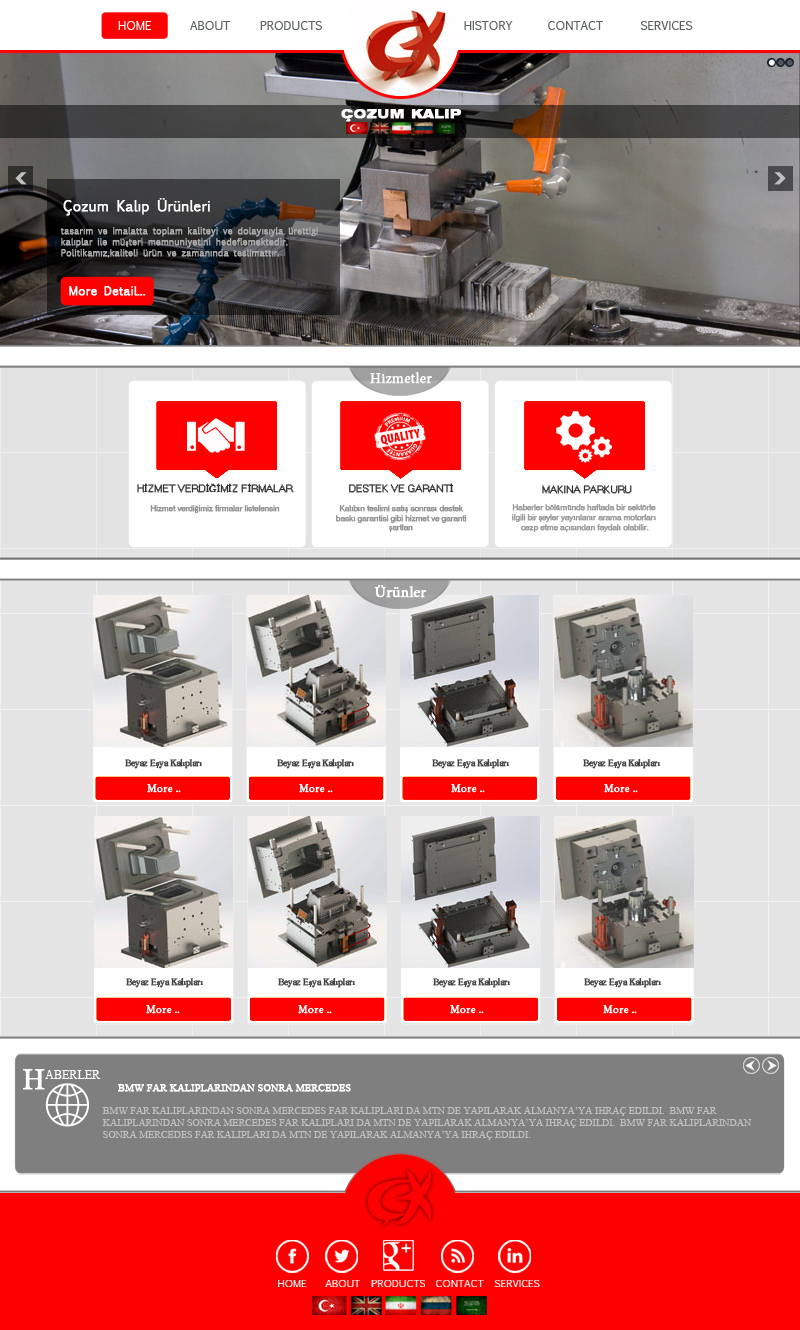 HOME ABOUT PRODUCTS HISTORY CONTACT SERVICES
ÇOZUM KALIP
Çozum Kalıp Ürünleri
tasarım ve imalatta toplam kaliteyi ve dolayısıyla ürettigi
kalıplar ile müşteri memnuniyetini hedeflemektedir.
Politikamız,kaliteli ürün ve zamanında teslimattır.
More Detail...
Hizmetler
PREMIUM
QUALITY
GUARANTEE
HİZMET VERDİĞİMİZ FİRMALAR
Hizmet verdiğimiz firmalar listelensin
DESTEK VE GARANTİ
Kalıbın teslimi satış sonrası destek
baskı garantisi gibi hizmet ve garanti
şartları
MAKINA PARKURU
Haberler bölümünde haftada bir sektörle
ilgili bir şeyler yayınlanır arama motorları
cezp etme açısından faydalı olabilir.
Ürünler
Beyaz Eşya Kalıpları Beyaz Eşya Kalıpları Beyaz Eşya Kalıpları Beyaz Eşya Kalıpları
More .. More .. More .. More ..
Beyaz Eşya Kalıpları Beyaz Eşya Kalıpları Beyaz Eşya Kalıpları Beyaz Eşya Kalıpları
More .. More .. More .. More ..
HABERLER
BMW FAR KALIPLARINDAN SONRA MERCEDES
BMW FAR KALIPLARINDAN SONRA MERCEDES FAR KALIPLARI DA MTN DE YAPILARAK ALMANYA'YA IHRAÇ EDILDI. BMW FAR
KALIPLARINDAN SONRA MERCEDES FAR KALIPLARI DA MTN DE YAPILARAK ALMANYA'YA IHRAÇ EDILDI. BMW FAR KALIPLARINDAN
SONRA MERCEDES FAR KALIPLARI DA MTN DE YAPILARAK ALMANYA'YA IHRAÇ EDILDI.
HOME ABOUT PRODUCTS CONTACT SERVICES